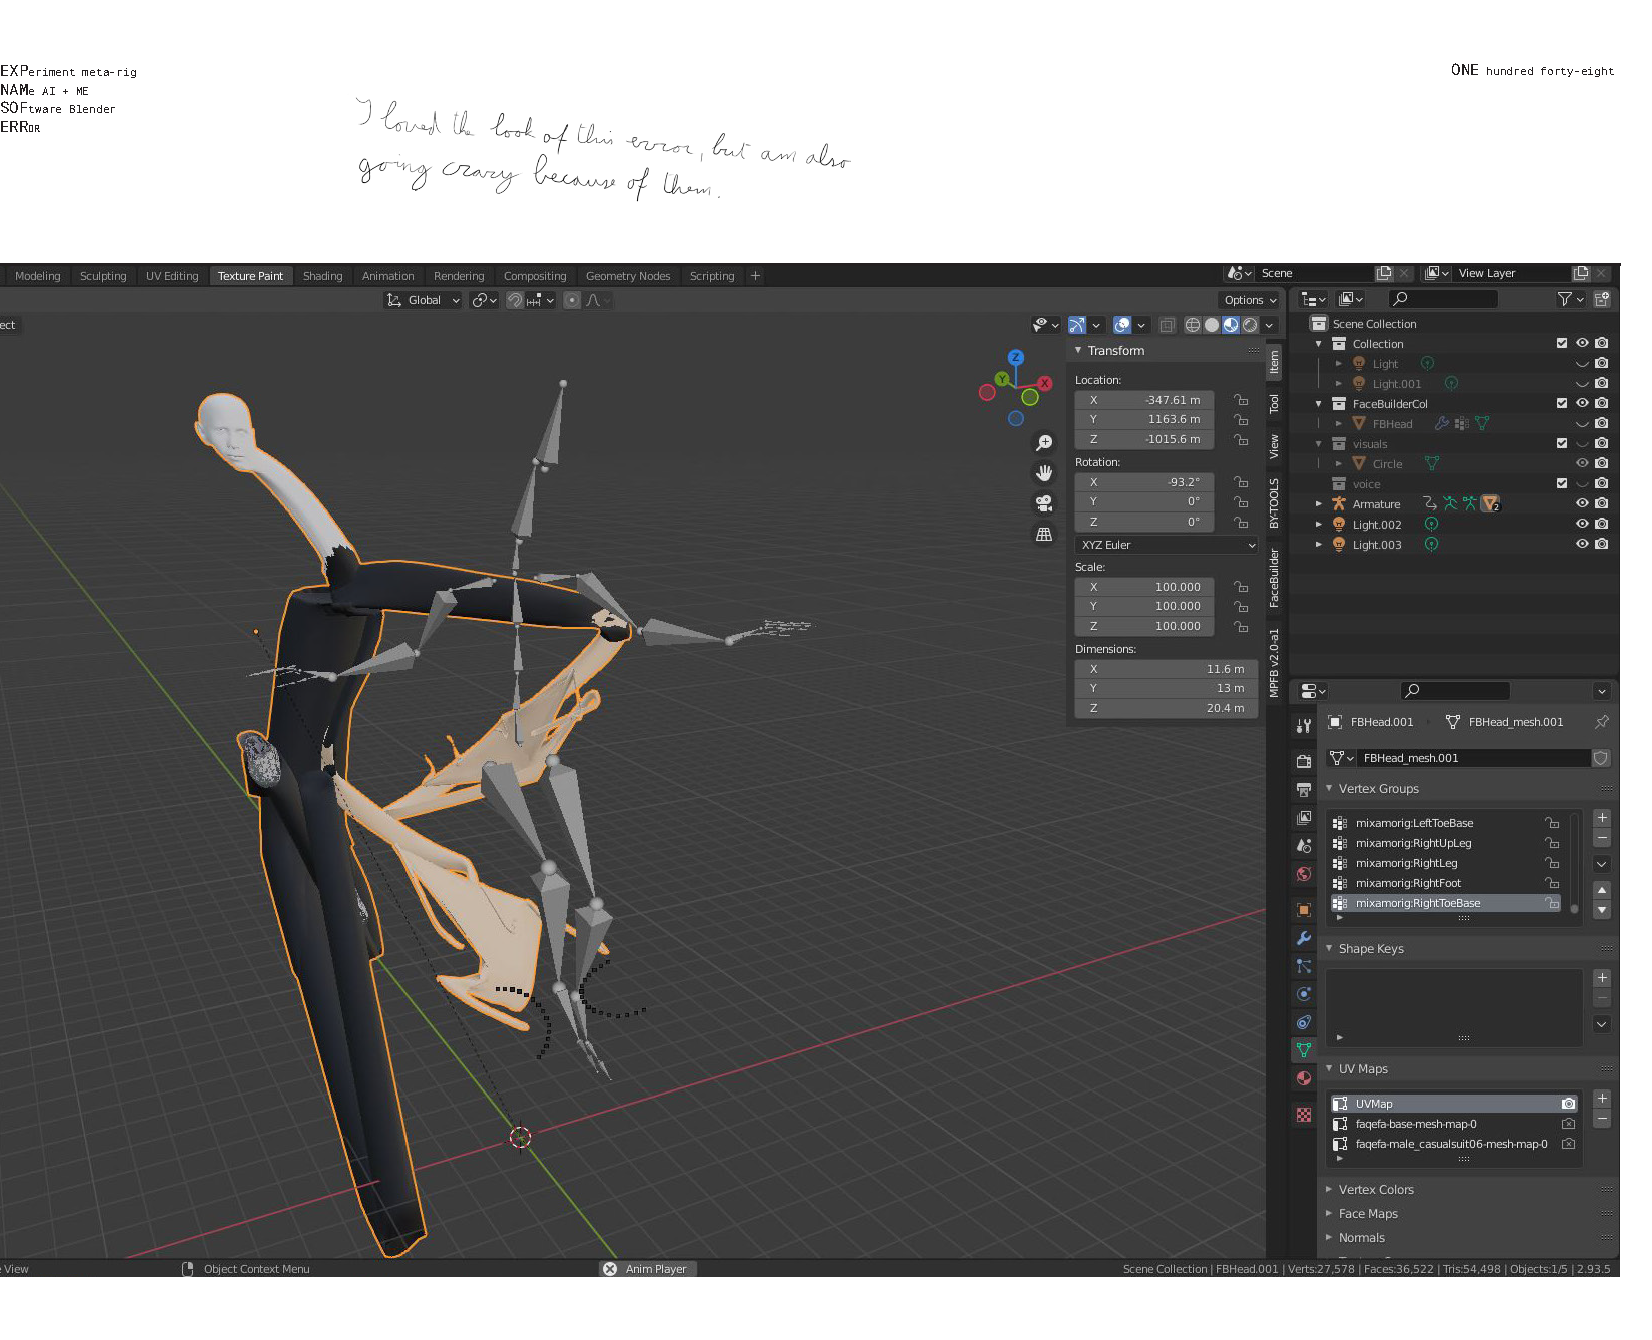 EXPeriment meta-rig
NAMe AI + ME
SOFtware Blender
ERRoR
ONE hundred forty-eight
I loved the look of this error, but am also
going crazy because of them.
Modeling Sculpting UV Editing Texture Paint Shading Animation Rendering Compositing Geometry Nodes Scripting +
Scene View Layer
Global Options
ect
Z Y X
Transform
Location:
X -347.61 m
Y 1163.6 m
Z -1015.6 m
Rotation:
X -93.2°
Y 0°
Z 0°
XYZ Euler
Scale:
X 100.000
Y 100.000
Z 100.000
Dimensions:
X 11.6 m
Y 13 m
Z 20.4 m
Item
Tool
View
BY-TOOLS
FaceBuilder
MPFB v2.0-a1
Scene Collection
Collection
Light
Light.001
FaceBuilderCol
FBHead
visuals
Circle
voice
Armature 2
Light.002
Light.003
FBHead.001 FBHead_mesh.001
FBHead_mesh.001
Vertex Groups
mixamorig:LeftToeBase
mixamorig:RightUpLeg
mixamorig:RightLeg
mixamorig:RightFoot
mixamorig:RightToeBase
Shape Keys
UV Maps
UVMap
faqefa-base-mesh-map-0
faqefa-male_casualsuit06-mesh-map-0
Vertex Colors
Face Maps
Normals
View Object Context Menu Anim Player Scene Collection | FBHead.001 | Verts:27,578 | Faces:36,522 | Tris:54,498 | Objects:1/5 | 2.93.5